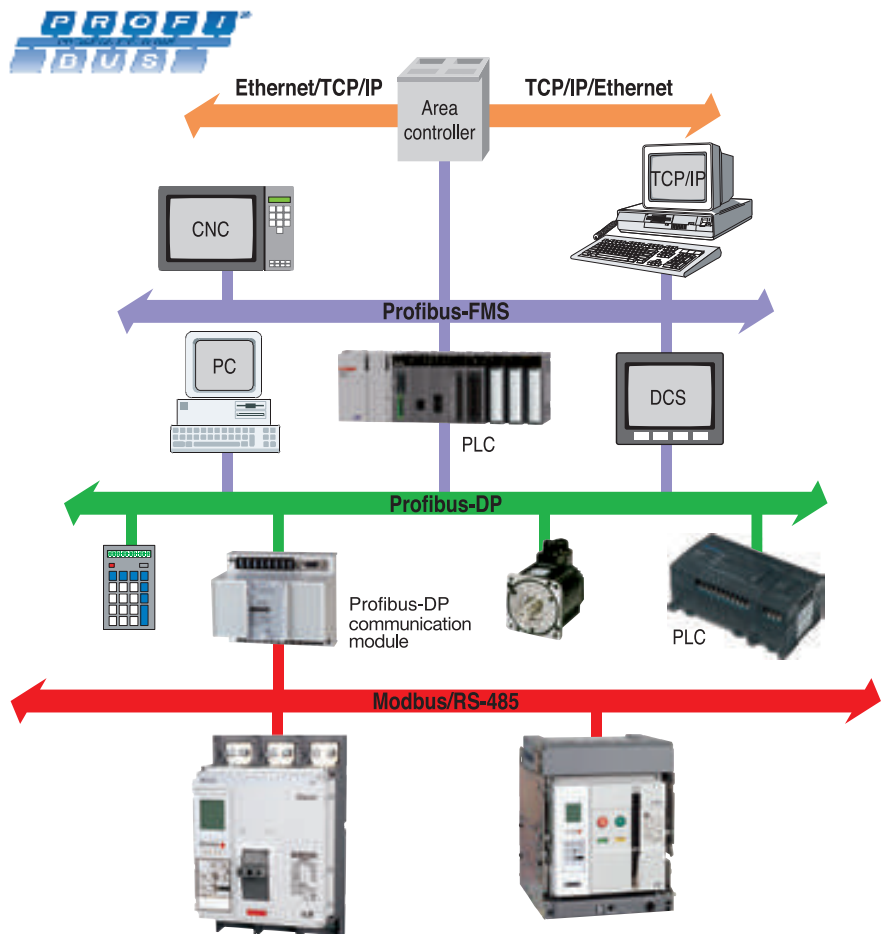 PROFI
BUS
Ethernet/TCP/IP
TCP/IP/Ethernet
Area
controller
CNC
TCP/IP
Profibus-FMS
PC
PLC
DCS
Profibus-DP
Profibus-DP
communication
module
PLC
Modbus/RS-485